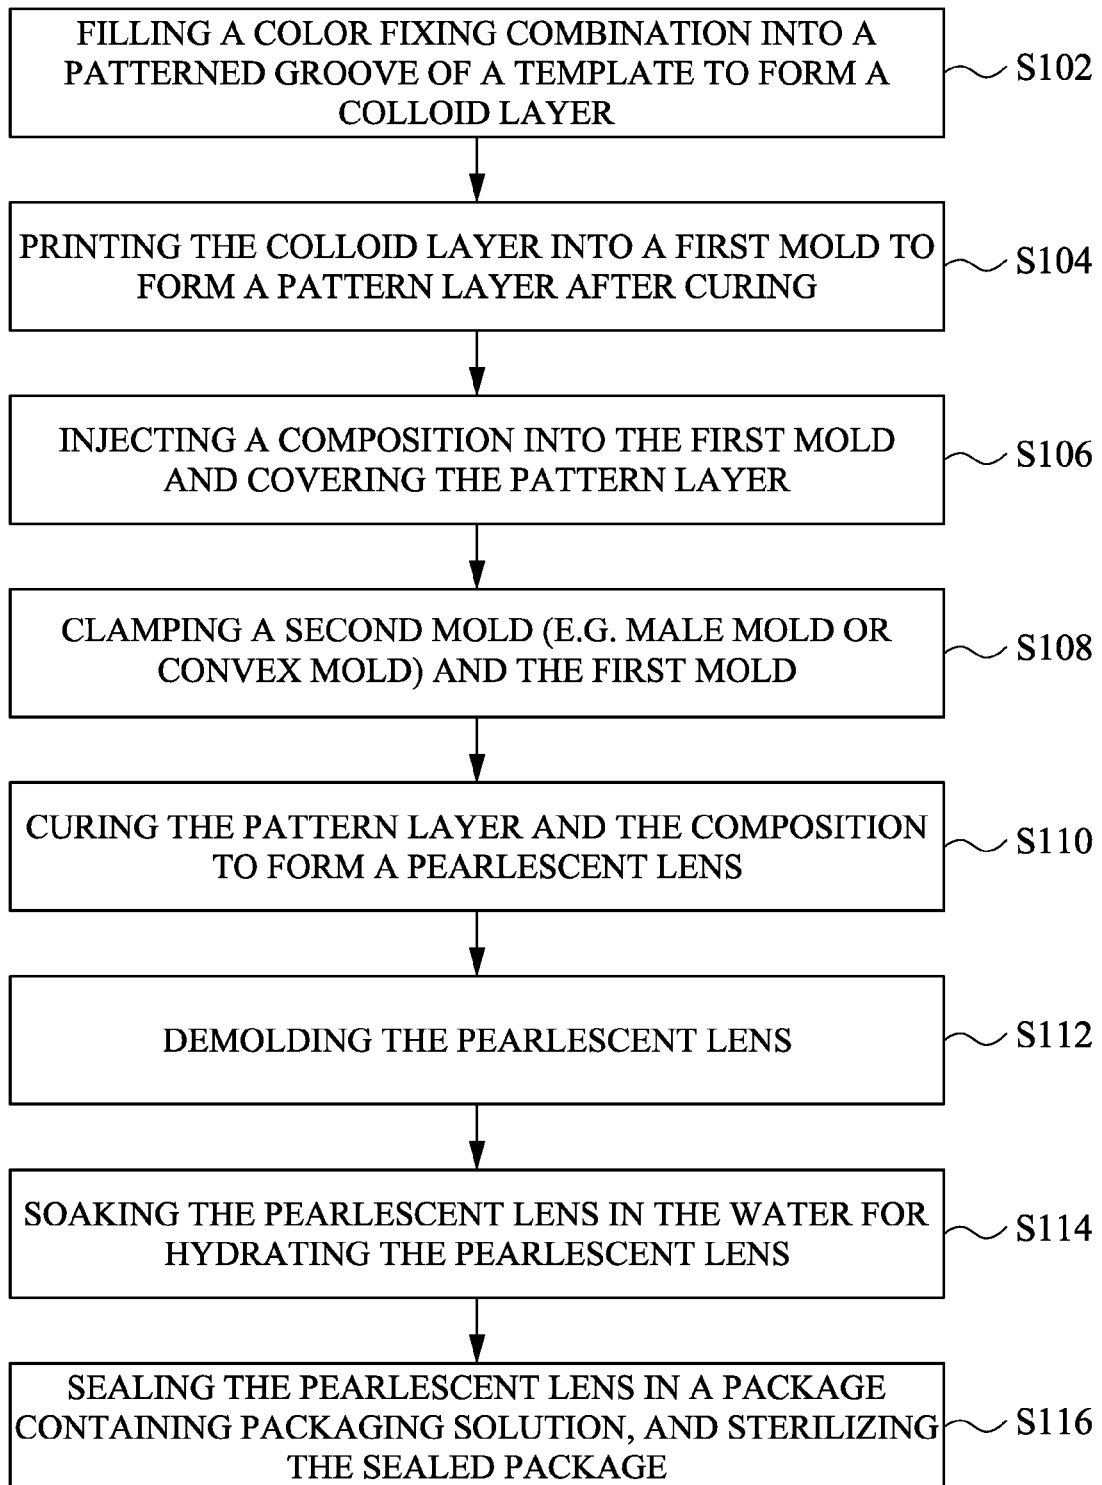 FILLING A COLOR FIXING COMBINATION INTO A
PATTERNED GROOVE OF A TEMPLATE TO FORM A
COLLOID LAYER
S102
PRINTING THE COLLOID LAYER INTO A FIRST MOLD TO
FORM A PATTERN LAYER AFTER CURING
S104
INJECTING A COMPOSITION INTO THE FIRST MOLD
AND COVERING THE PATTERN LAYER
S106
CLAMPING A SECOND MOLD (E.G. MALE MOLD OR
CONVEX MOLD) AND THE FIRST MOLD
S108
CURING THE PATTERN LAYER AND THE COMPOSITION
TO FORM A PEARLESCENT LENS
S110
DEMOLDING THE PEARLESCENT LENS
S112
SOAKING THE PEARLESCENT LENS IN THE WATER FOR
HYDRATING THE PEARLESCENT LENS
S114
SEALING THE PEARLESCENT LENS IN A PACKAGE
CONTAINING PACKAGING SOLUTION, AND STERILIZING
THE SEALED PACKAGE
S116